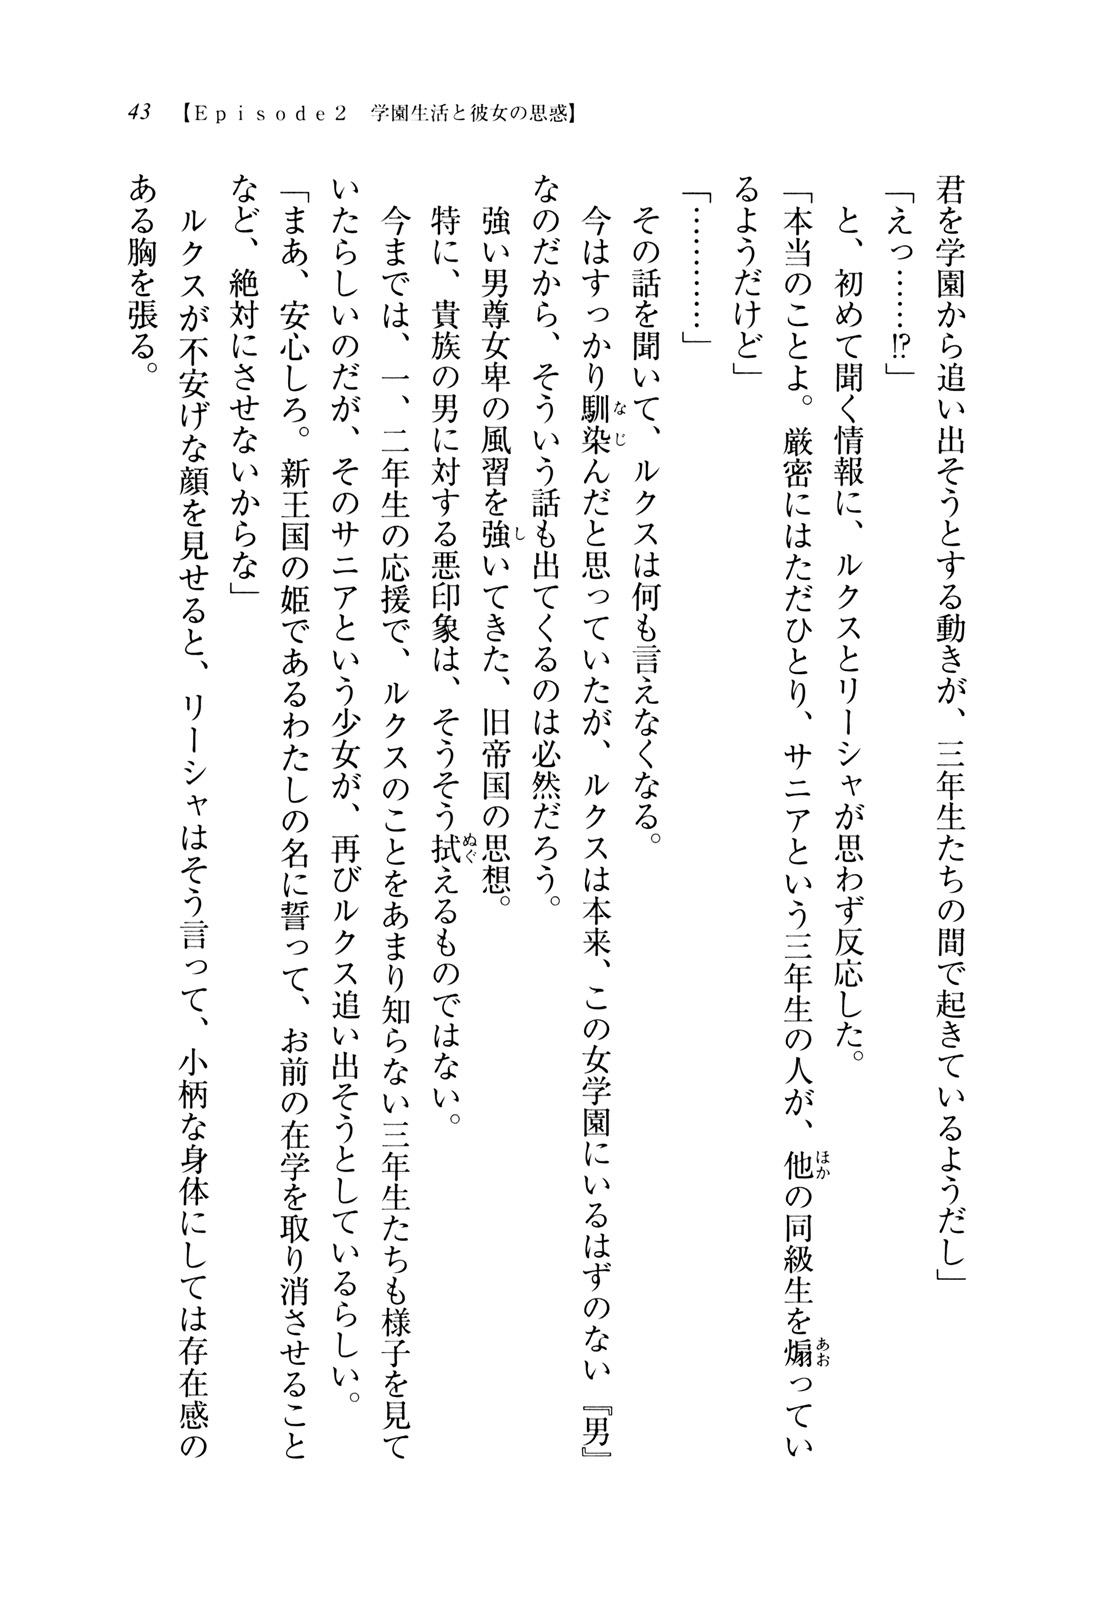 43 【Ｅｐｉｓｏｄｅ２　学園生活と彼女の思惑】
君を学園から追い出そうとする動きが、三年生たちの間で起きているようだし」
「えっ……!?」
　と、初めて聞く情報に、ルクスとリーシャが思わず反応した。
「本当のことよ。厳密にはただひとり、サニアという三年生の人が、他の同級生を煽ってい
るようだけど」
「…………」
　その話を聞いて、ルクスは何も言えなくなる。
　今はすっかり馴染んだと思っていたが、ルクスは本来、この女学園にいるはずのない『男』
なのだから、そういう話も出てくるのは必然だろう。
　強い男尊女卑の風習を強いてきた、旧帝国の思想。
　特に、貴族の男に対する悪印象は、そうそう拭えるものではない。
　今までは、一、二年生の応援で、ルクスのことをあまり知らない三年生たちも様子を見て
いたらしいのだが、そのサニアという少女が、再びルクス追い出そうとしているらしい。
「まあ、安心しろ。新王国の姫であるわたしの名に誓って、お前の在学を取り消させること
など、絶対にさせないからな」
　ルクスが不安げな顔を見せると、リーシャはそう言って、小柄な身体にしては存在感の
ある胸を張る。